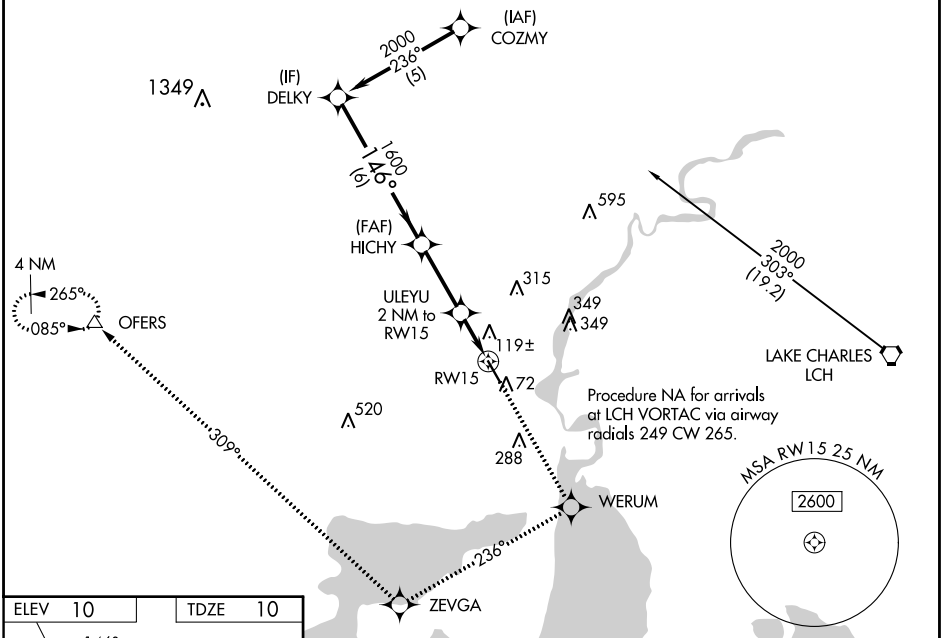 (IAF)
COZMY
2000
236°
(5)
(IF)
DELKY
1349
1600
146°
(6)
595
(FAF)
HICHY
2000
303°
(19.2)
4 NM
265°
085°
OFERS
315
ULEYU
2 NM to
RW15
349
349
119±
LAKE CHARLES
LCH
RW15
72
Procedure NA for arrivals
at LCH VORTAC via airway
radials 249 CW 265.
520
309°
288
MSA RW15 25 NM
2600
WERUM
236°
ZEVGA
ELEV 10
TDZE 10